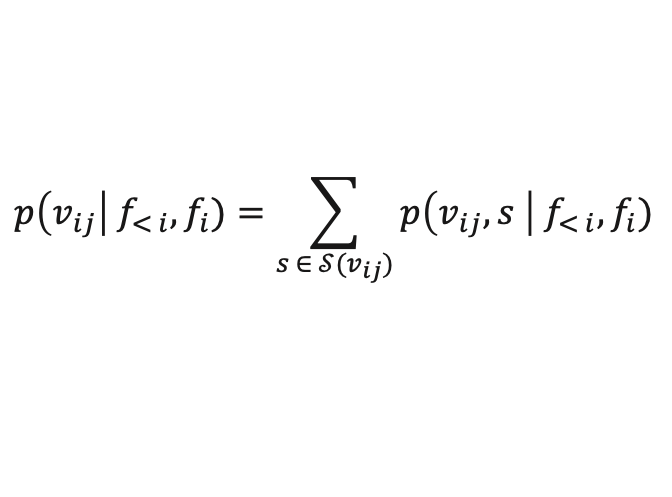 p(v_{ij} | f_{<i}, f_i) = \sum_{s \in \mathcal{S}(v_{ij})} p(v_{ij}, s | f_{<i}, f_i)